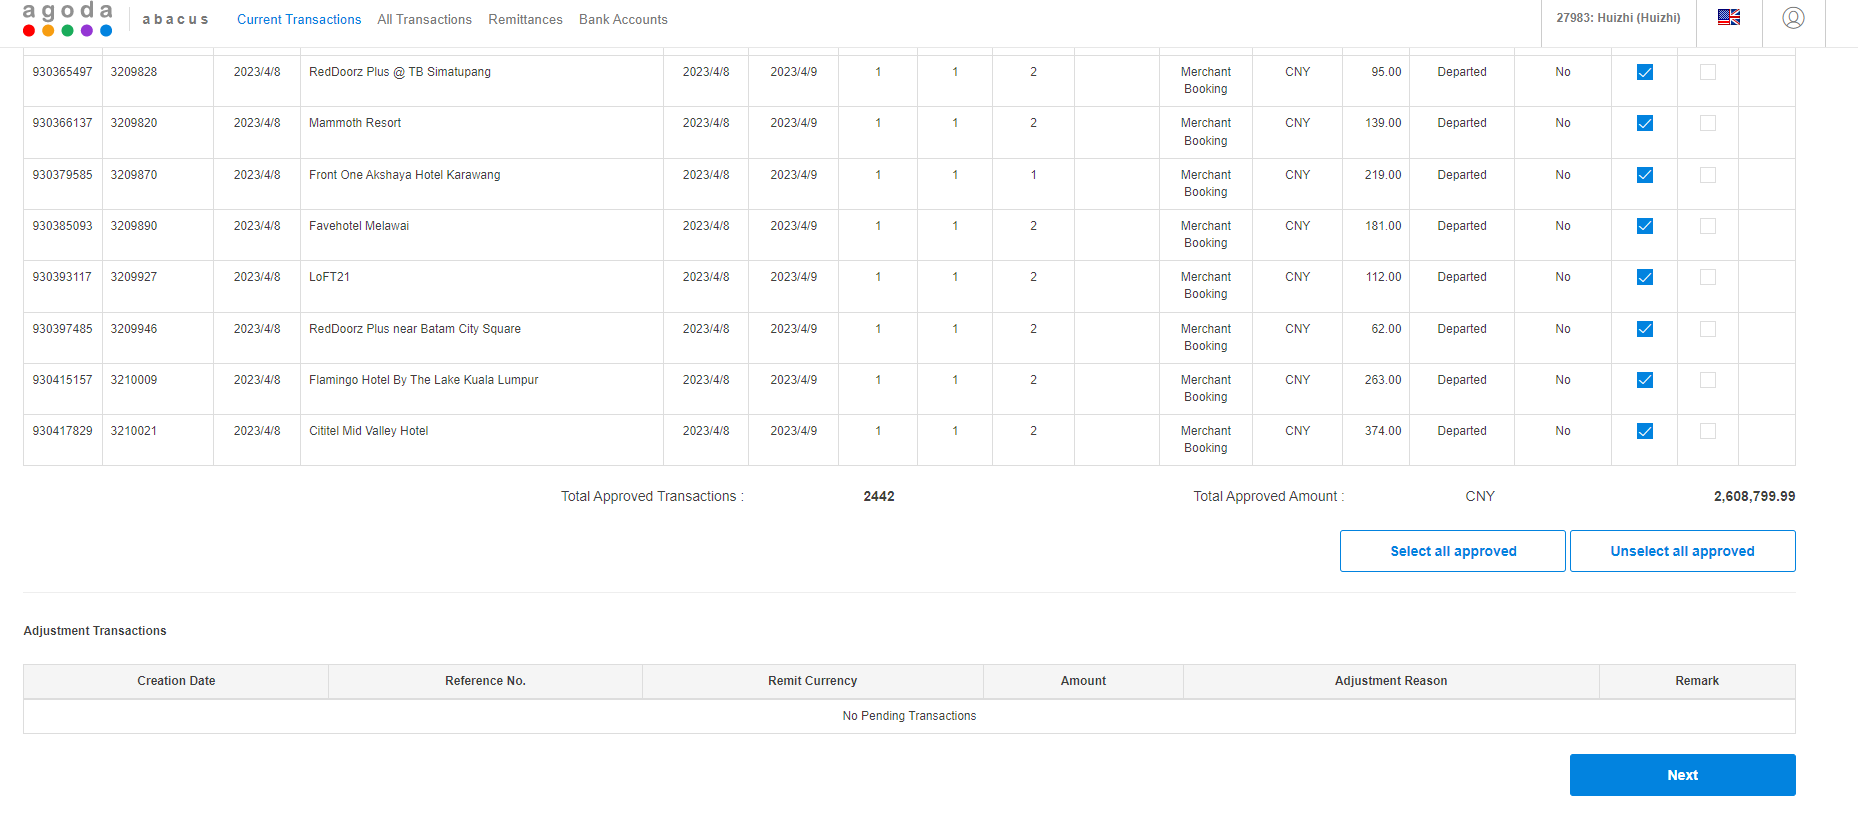 agoda abacus Current Transactions All Transactions Remittances Bank Accounts 27983: Huizhi (Huizhi)
930365497 3209828 2023/4/8 RedDoorz Plus @ TB Simatupang 2023/4/8 2023/4/9 1 1 2 Merchant Booking CNY 95.00 Departed No
930366137 3209820 2023/4/8 Mammoth Resort 2023/4/8 2023/4/9 1 1 2 Merchant Booking CNY 139.00 Departed No
930379585 3209870 2023/4/8 Front One Akshaya Hotel Karawang 2023/4/8 2023/4/9 1 1 1 Merchant Booking CNY 219.00 Departed No
930385093 3209890 2023/4/8 Favehotel Melawai 2023/4/8 2023/4/9 1 1 2 Merchant Booking CNY 181.00 Departed No
930393117 3209927 2023/4/8 LoFT21 2023/4/8 2023/4/9 1 1 2 Merchant Booking CNY 112.00 Departed No
930397485 3209946 2023/4/8 RedDoorz Plus near Batam City Square 2023/4/8 2023/4/9 1 1 2 Merchant Booking CNY 62.00 Departed No
930415157 3210009 2023/4/8 Flamingo Hotel By The Lake Kuala Lumpur 2023/4/8 2023/4/9 1 1 2 Merchant Booking CNY 263.00 Departed No
930417829 3210021 2023/4/8 Cititel Mid Valley Hotel 2023/4/8 2023/4/9 1 1 2 Merchant Booking CNY 374.00 Departed No
Total Approved Transactions : 2442 Total Approved Amount : CNY 2,608,799.99
Select all approved Unselect all approved
Adjustment Transactions
Creation Date Reference No. Remit Currency Amount Adjustment Reason Remark
No Pending Transactions
Next